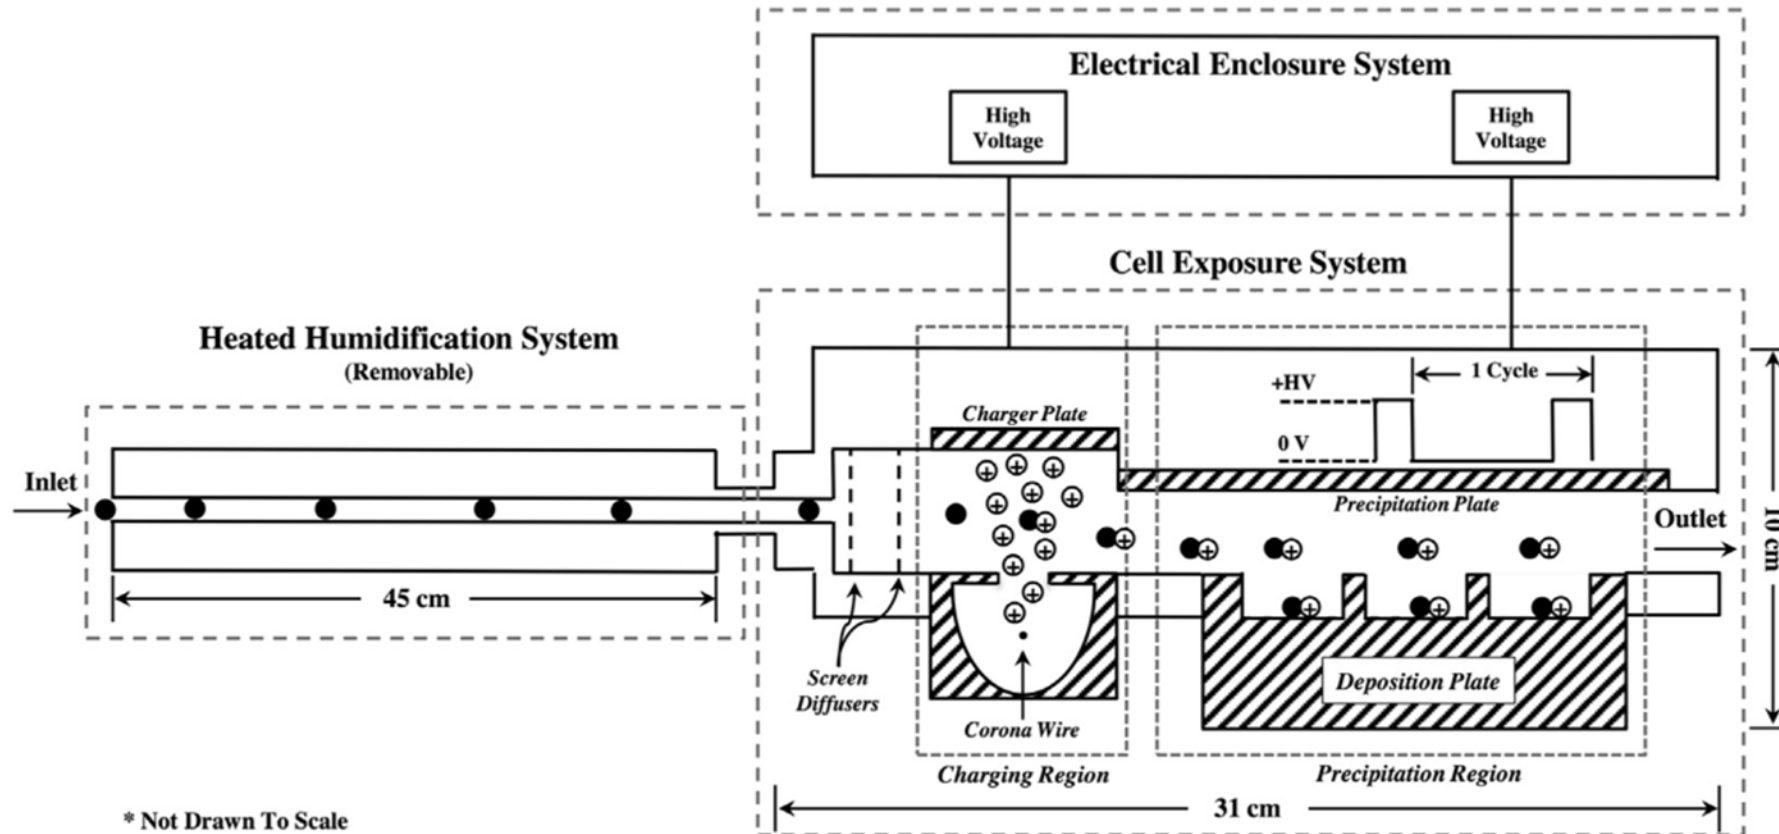 Electrical Enclosure System
High
Voltage
High
Voltage
Cell Exposure System
Heated Humidification System
(Removable)
+HV
1 Cycle
Charger Plate
0 V
Inlet
Precipitation Plate
Outlet
10 cm
45 cm
Screen
Diffusers
Deposition Plate
Corona Wire
Charging Region
Precipitation Region
31 cm
* Not Drawn To Scale